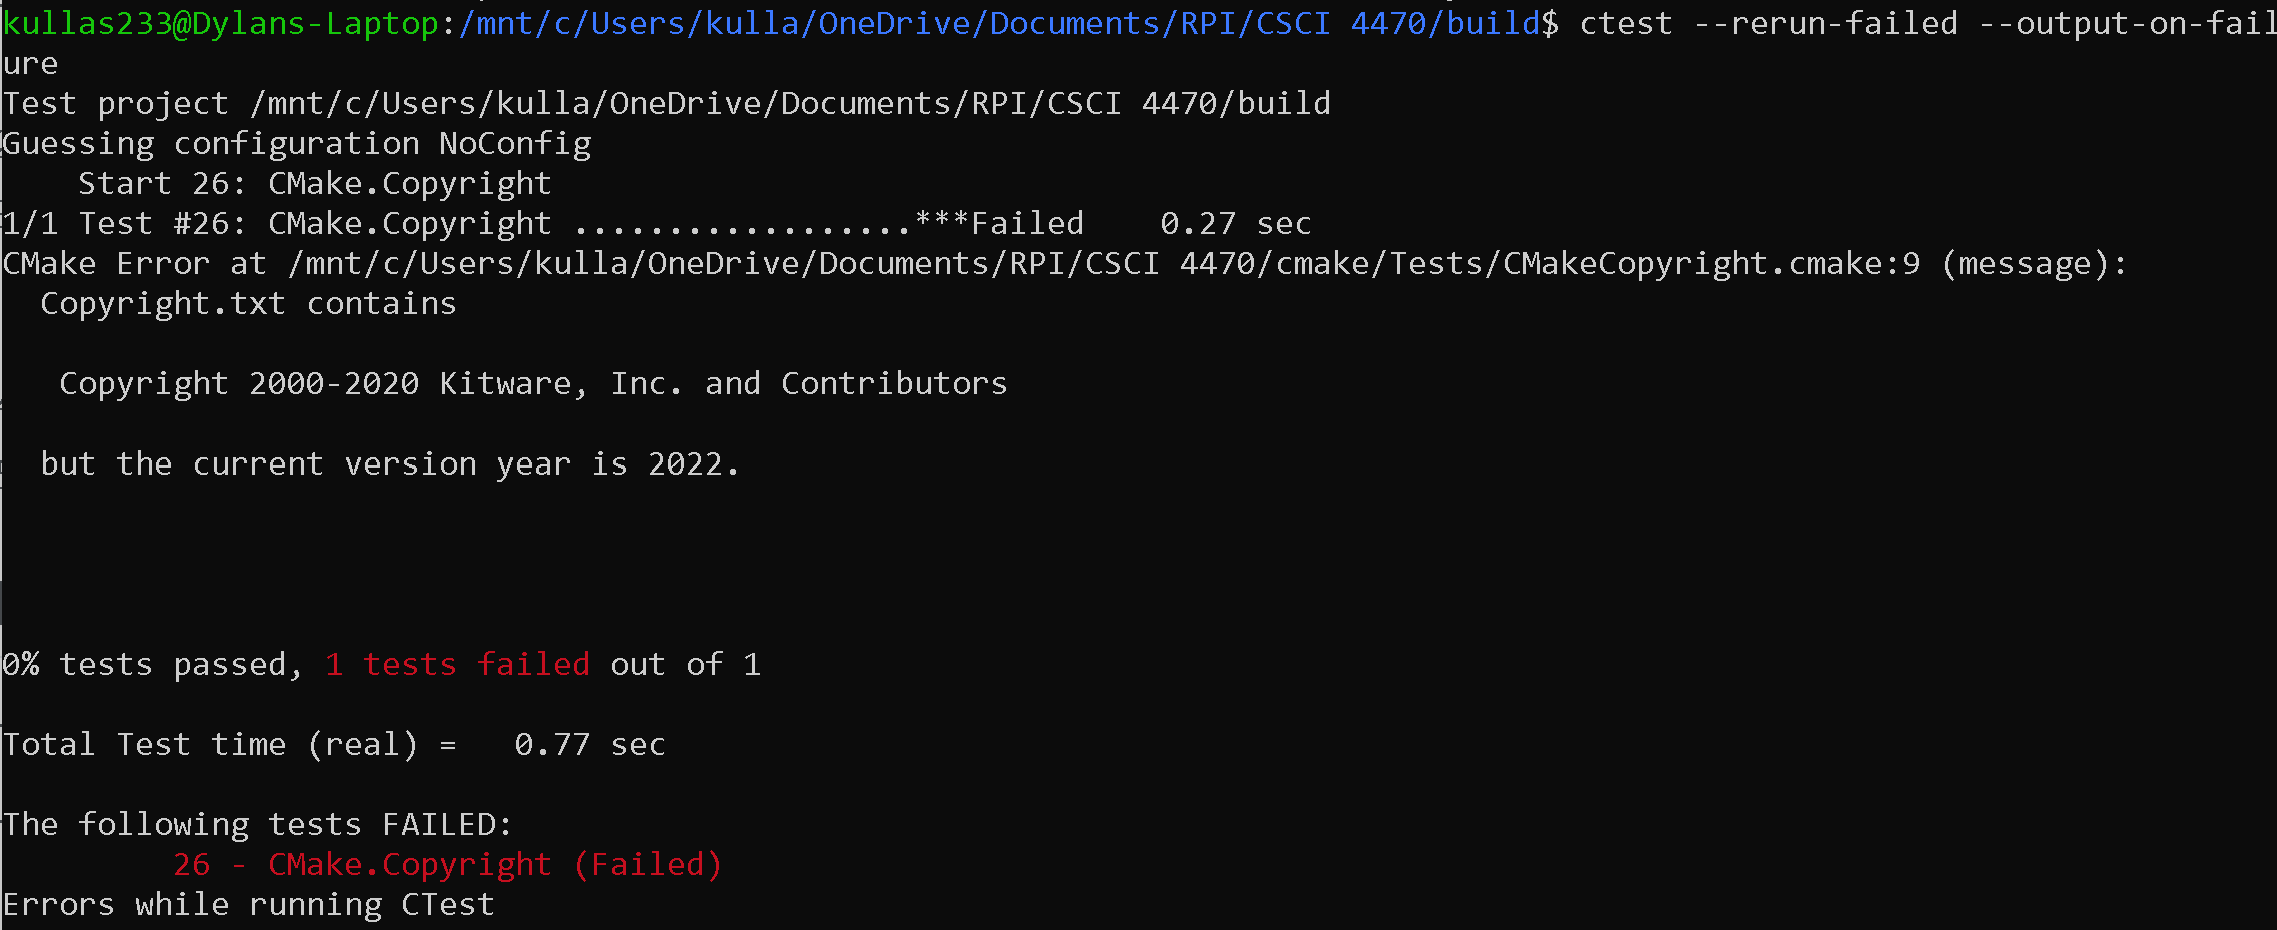 kullas233@Dylans-Laptop:/mnt/c/Users/kulla/OneDrive/Documents/RPI/CSCI 4470/build$ ctest --rerun-failed --output-on-fail
ure
Test project /mnt/c/Users/kulla/OneDrive/Documents/RPI/CSCI 4470/build
Guessing configuration NoConfig
    Start 26: CMake.Copyright
1/1 Test #26: CMake.Copyright ..................***Failed    0.27 sec
CMake Error at /mnt/c/Users/kulla/OneDrive/Documents/RPI/CSCI 4470/cmake/Tests/CMakeCopyright.cmake:9 (message):
  Copyright.txt contains

   Copyright 2000-2020 Kitware, Inc. and Contributors

  but the current version year is 2022.

0% tests passed, 1 tests failed out of 1

Total Test time (real) =   0.77 sec

The following tests FAILED:
         26 - CMake.Copyright (Failed)
Errors while running CTest